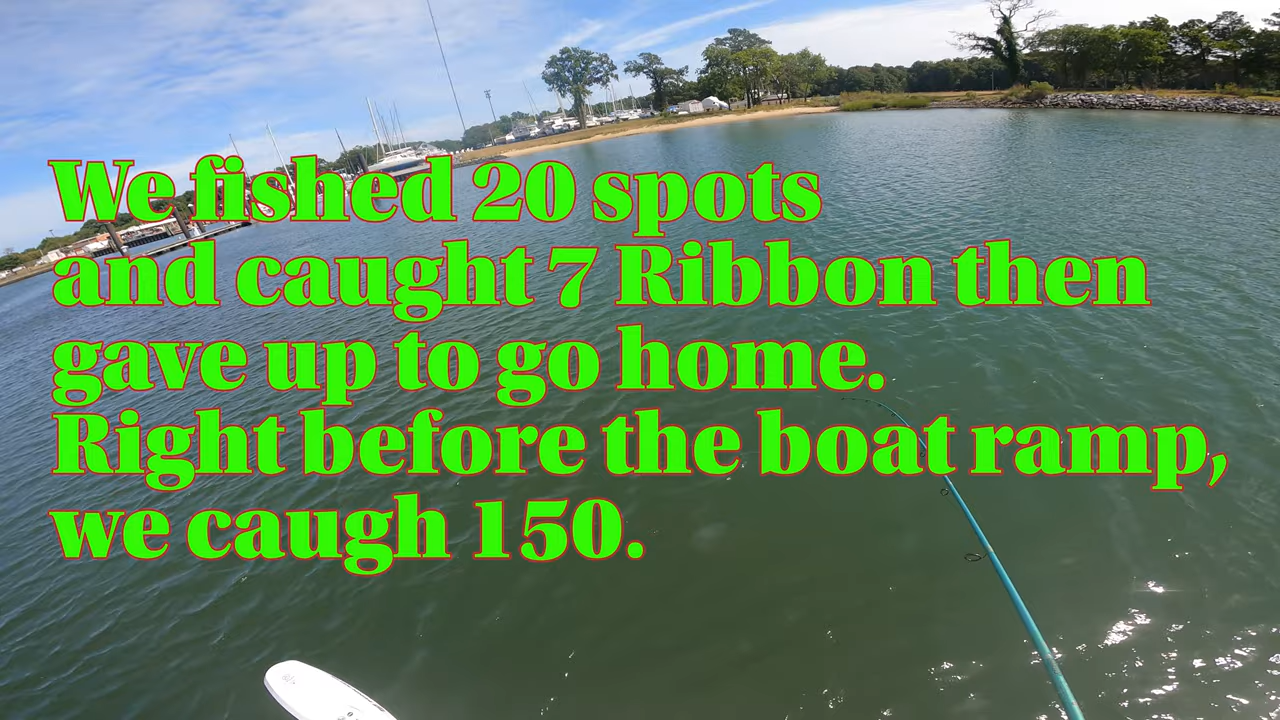 We fished 20 spots
and caught 7 Ribbon then
gave up to go home.
Right before the boat ramp,
we caugh 150.